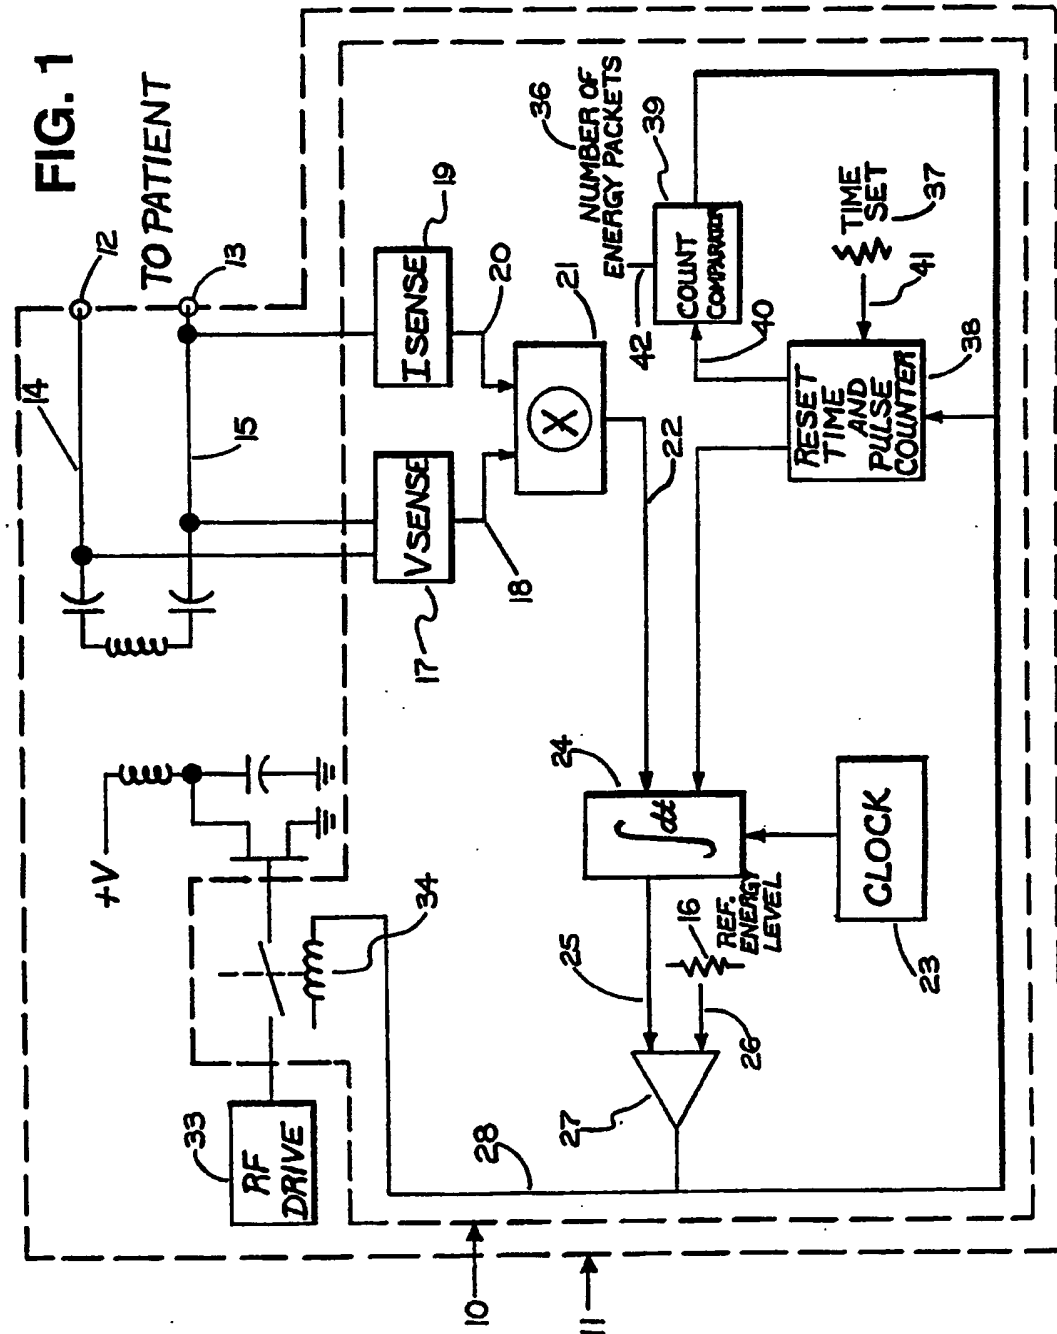 FIG. 1
TO PATIENT
12
13
14
15
+V
33
RF
DRIVE
34
I SENSE
19
20
V SENSE
17
18
21
X
22
NUMBER OF
ENERGY PACKETS
36
COUNT
COMPARATOR
39
42
40
TIME
SET
37
41
RESET
TIME
AND
PULSE
COUNTER
38
24
∫dt
CLOCK
23
25
16
REF.
ENERGY
LEVEL
26
27
28
10
11